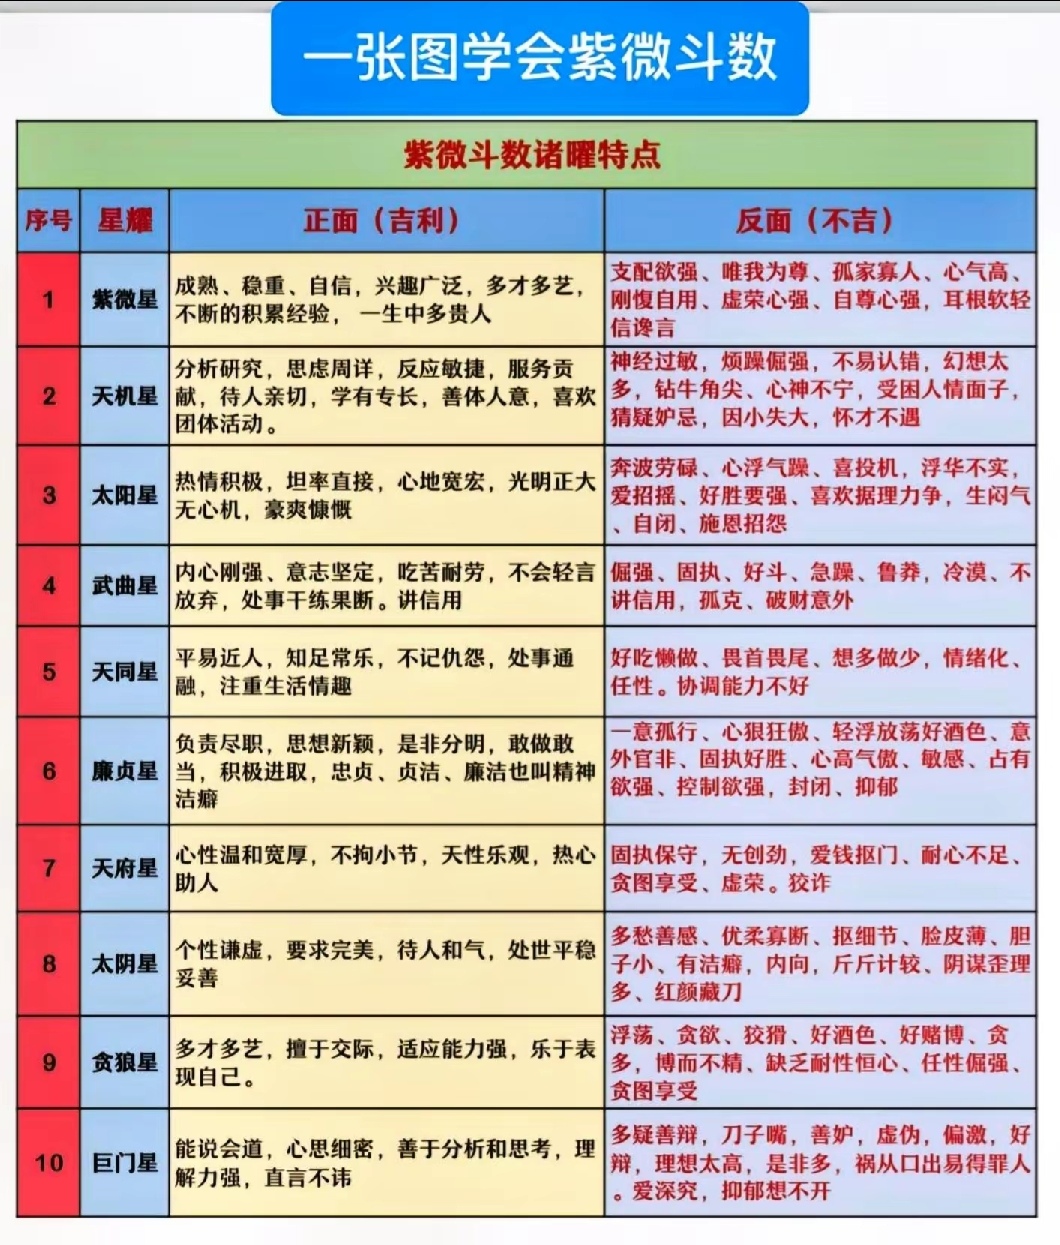 一张图学会紫微斗数
紫微斗数诸曜特点
序号 星耀 正面（吉利） 反面（不吉）
1 紫微星
成熟、稳重、自信，兴趣广泛，多才多艺，
不断的积累经验， 一生中多贵人
支配欲强、唯我为尊、孤家寡人、心气高、
刚愎自用、虚荣心强、自尊心强，耳根软轻
信谗言
2 天机星
分析研究，思虑周详，反应敏捷，服务贡
献，待人亲切，学有专长，善体人意，喜欢
团体活动。
神经过敏，烦躁倔强，不易认错，幻想太
多，钻牛角尖、心神不宁，受困人情面子，
猜疑妒忌，因小失大，怀才不遇
3 太阳星
热情积极，坦率直接，心地宽宏，光明正大
无心机，豪爽慷慨
奔波劳碌、心浮气躁、喜投机，浮华不实，
爱招摇、好胜要强、喜欢据理力争，生闷气
、自闭、施恩招怨
4 武曲星
内心刚强、意志坚定，吃苦耐劳，不会轻言
放弃，处事干练果断。讲信用
倔强、固执、好斗、急躁、鲁莽，冷漠、不
讲信用，孤克、破财意外
5 天同星
平易近人，知足常乐，不记仇怨，处事通
融，注重生活情趣
好吃懒做、畏首畏尾、想多做少，情绪化、
任性。协调能力不好
6 廉贞星
负责尽职，思想新颖，是非分明，敢做敢
当，积极进取，忠贞、贞洁、廉洁也叫精神
洁癖
一意孤行、心狠狂傲、轻浮放荡好酒色、意
外官非、固执好胜、心高气傲、敏感、占有
欲强、控制欲强，封闭、抑郁
7 天府星
心性温和宽厚，不拘小节，天性乐观，热心
助人
固执保守，无创劲，爱钱抠门、耐心不足、
贪图享受、虚荣。狡诈
8 太阴星
个性谦虚，要求完美，待人和气，处世平稳
妥善
多愁善感、优柔寡断、抠细节、脸皮薄、胆
子小、有洁癖，内向，斤斤计较、阴谋歪理
多、红颜藏刀
9 贪狼星
多才多艺，擅于交际，适应能力强，乐于表
现自己。
浮荡、贪欲、狡猾、好酒色、好赌博、贪
多，博而不精、缺乏耐性恒心、任性倔强、
贪图享受
10 巨门星
能说会道，心思细密，善于分析和思考，理
解力强，直言不讳
多疑善辩，刀子嘴，善妒，虚伪，偏激，好
辩，理想太高，是非多，祸从口出易得罪人
。爱深究，抑郁想不开